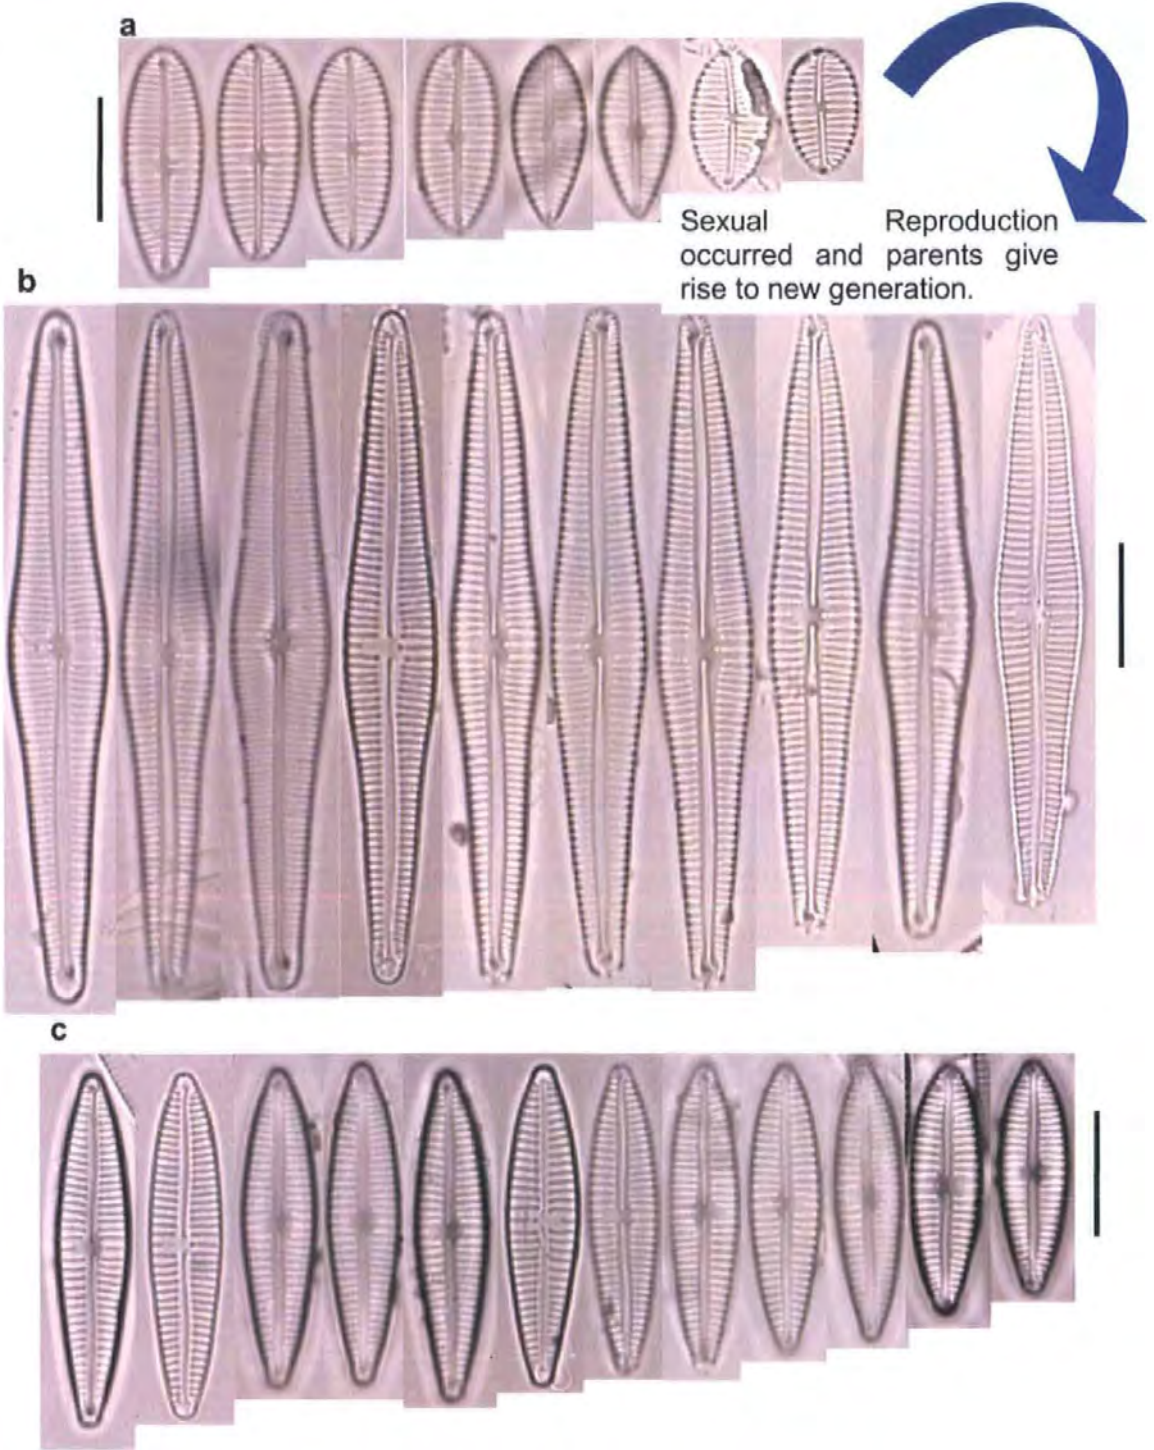 a
Sexual Reproduction
occurred and parents give
rise to new generation.
b
c